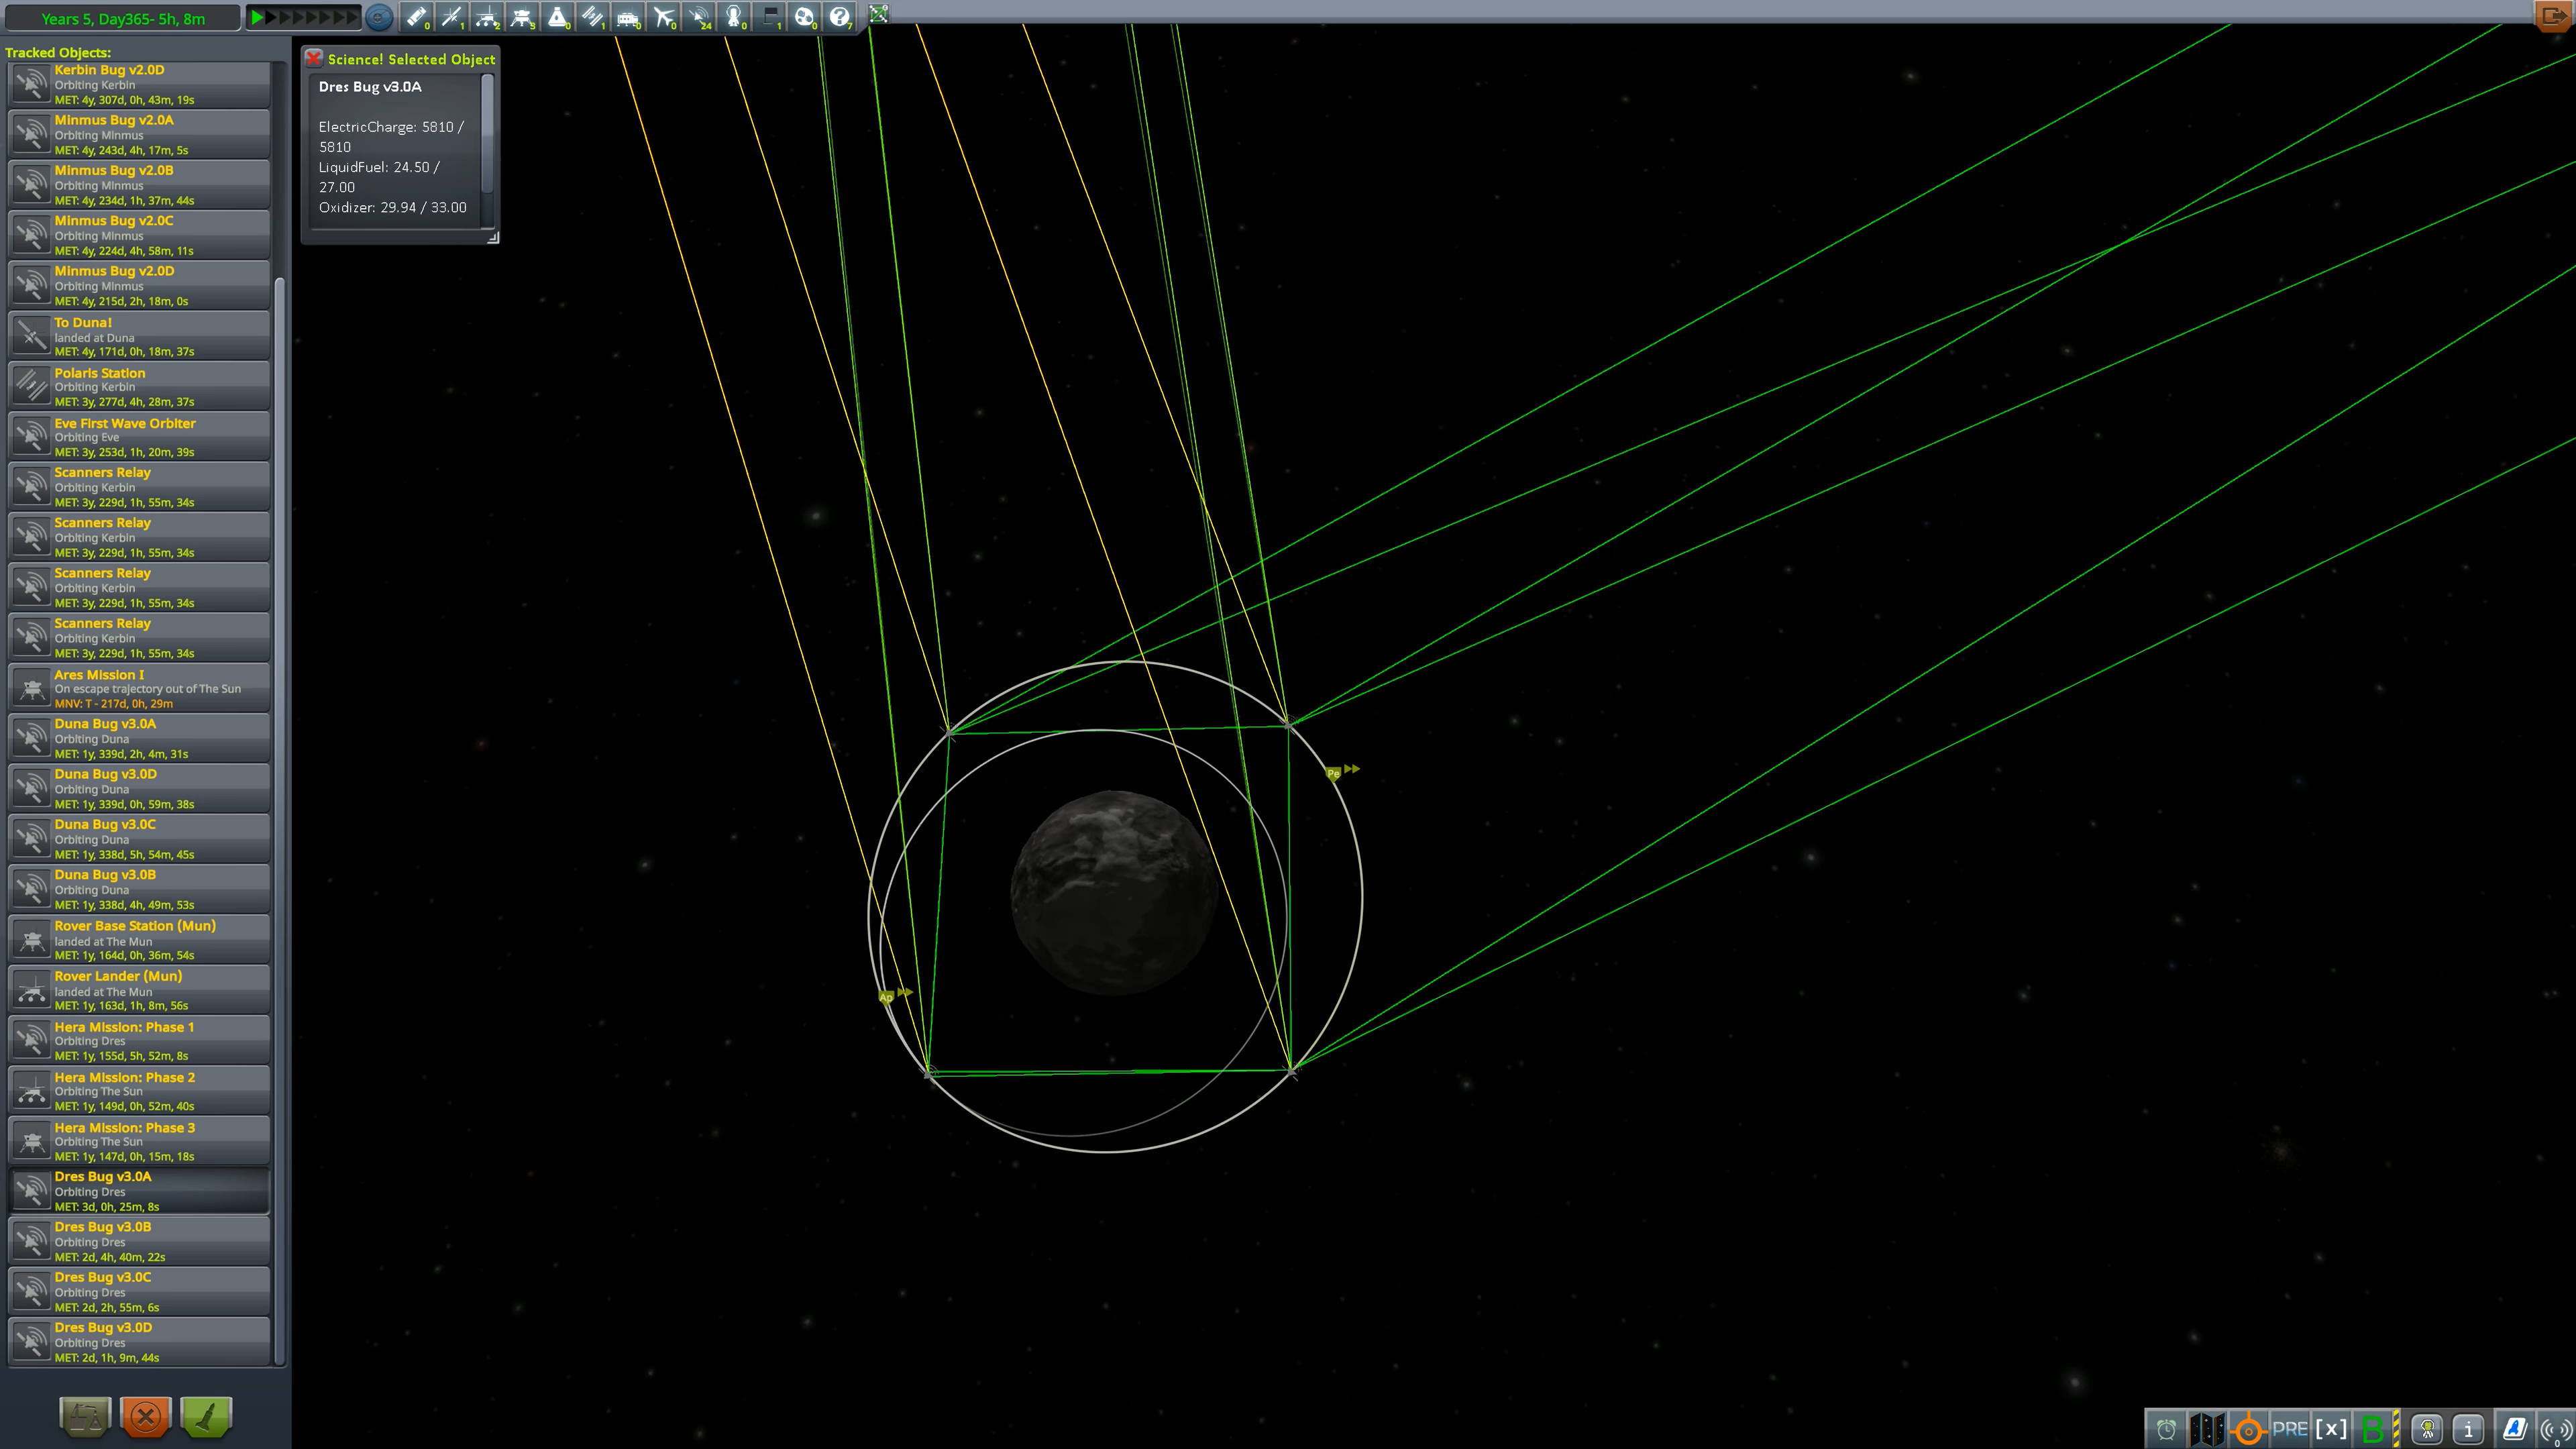 Years 5, Day365- 5h, 8m
0
1
2
3
0
1
0
0
24
0
1
0
7
Tracked Objects:
Kerbin Bug v2.0D
Orbiting Kerbin
MET: 4y, 307d, 0h, 43m, 19s
Minmus Bug v2.0A
Orbiting Minmus
MET: 4y, 243d, 4h, 17m, 5s
Minmus Bug v2.0B
Orbiting Minmus
MET: 4y, 234d, 1h, 37m, 44s
Minmus Bug v2.0C
Orbiting Minmus
MET: 4y, 224d, 4h, 58m, 11s
Minmus Bug v2.0D
Orbiting Minmus
MET: 4y, 215d, 2h, 18m, 0s
To Duna!
landed at Duna
MET: 4y, 171d, 0h, 18m, 37s
Polaris Station
Orbiting Kerbin
MET: 3y, 277d, 4h, 28m, 37s
Eve First Wave Orbiter
Orbiting Eve
MET: 3y, 253d, 1h, 20m, 39s
Scanners Relay
Orbiting Kerbin
MET: 3y, 229d, 1h, 55m, 34s
Scanners Relay
Orbiting Kerbin
MET: 3y, 229d, 1h, 55m, 34s
Scanners Relay
Orbiting Kerbin
MET: 3y, 229d, 1h, 55m, 34s
Scanners Relay
Orbiting Kerbin
MET: 3y, 229d, 1h, 55m, 34s
Ares Mission I
On escape trajectory out of The Sun
MNV: T - 217d, 0h, 29m
Duna Bug v3.0A
Orbiting Duna
MET: 1y, 339d, 2h, 4m, 31s
Duna Bug v3.0D
Orbiting Duna
MET: 1y, 339d, 0h, 59m, 38s
Duna Bug v3.0C
Orbiting Duna
MET: 1y, 338d, 5h, 54m, 45s
Duna Bug v3.0B
Orbiting Duna
MET: 1y, 338d, 4h, 49m, 53s
Rover Base Station (Mun)
landed at The Mun
MET: 1y, 164d, 0h, 36m, 54s
Rover Lander (Mun)
landed at The Mun
MET: 1y, 163d, 1h, 8m, 56s
Hera Mission: Phase 1
Orbiting Dres
MET: 1y, 155d, 5h, 52m, 8s
Hera Mission: Phase 2
Orbiting The Sun
MET: 1y, 149d, 0h, 52m, 40s
Hera Mission: Phase 3
Orbiting The Sun
MET: 1y, 147d, 0h, 15m, 18s
Dres Bug v3.0A
Orbiting Dres
MET: 3d, 0h, 25m, 8s
Dres Bug v3.0B
Orbiting Dres
MET: 2d, 4h, 40m, 22s
Dres Bug v3.0C
Orbiting Dres
MET: 2d, 2h, 55m, 6s
Dres Bug v3.0D
Orbiting Dres
MET: 2d, 1h, 9m, 44s
Science! Selected Object
Dres Bug v3.0A
ElectricCharge: 5810 /
5810
LiquidFuel: 24.50 /
27.00
Oxidizer: 29.94 / 33.00
Pe
Ap
PRE
[x]
B
i
A
0